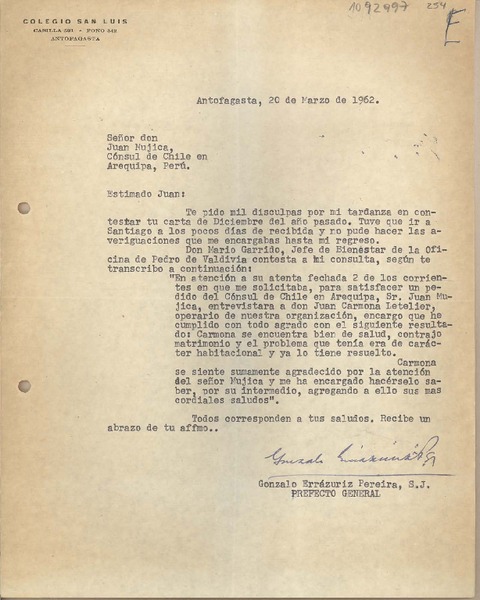 1092997 254
E
COLEGIO SAN LUIS
CASILLA 521 - FONO 342
ANTOFAGASTA
Antofagasta, 20 de Marzo de 1962.
Señor don
Juan Mujica,
Cónsul de Chile en
Arequipa, Perú.
Estimado Juan:
Te pido mil disculpas por mi tardanza en con-
testar tu carta de Diciembre del año pasado. Tuve que ir a
Santiago a los pocos días de recibida y no pude hacer las a-
veriguaciones que me encargabas hasta mi regreso.
Don Mario Garrido, Jefe de Bienéstar de la Ofi
cina de Pedro de Valdivia contesta a mi consulta, según te
transcribo a continuación:
"En atención a su atenta fechada 2 de los corrien-
tes en que me solicitaba, para satisfacer un pe-
dido del Cónsul de Chile en Arequipa, Sr. Juan Mu-
jica, entrevistara a don Juan Carmona Letelier,
operario de nuestra organización, encargo que he
cumplido con todo agrado con el siguiente resulta-
do: Carmona se encuentra bien de salud, contrajo
matrimonio y el problema que tenía era de carác-
ter habitacional y ya lo tiene resuelto.
Carmona
se siente sumamente agradecido por la atención
del señor Mujica y me ha encargado hacérselo sa-
ber, por su intermedio, agregando a ello sus mas
cordiales saludos".
Todos corresponden a tus saludos. Recibe un
abrazo de tu affmo..
Gonzalo Errázuriz P. SJ
Gonzalo Errázuriz Pereira, S.J.
PREFECTO GENERAL